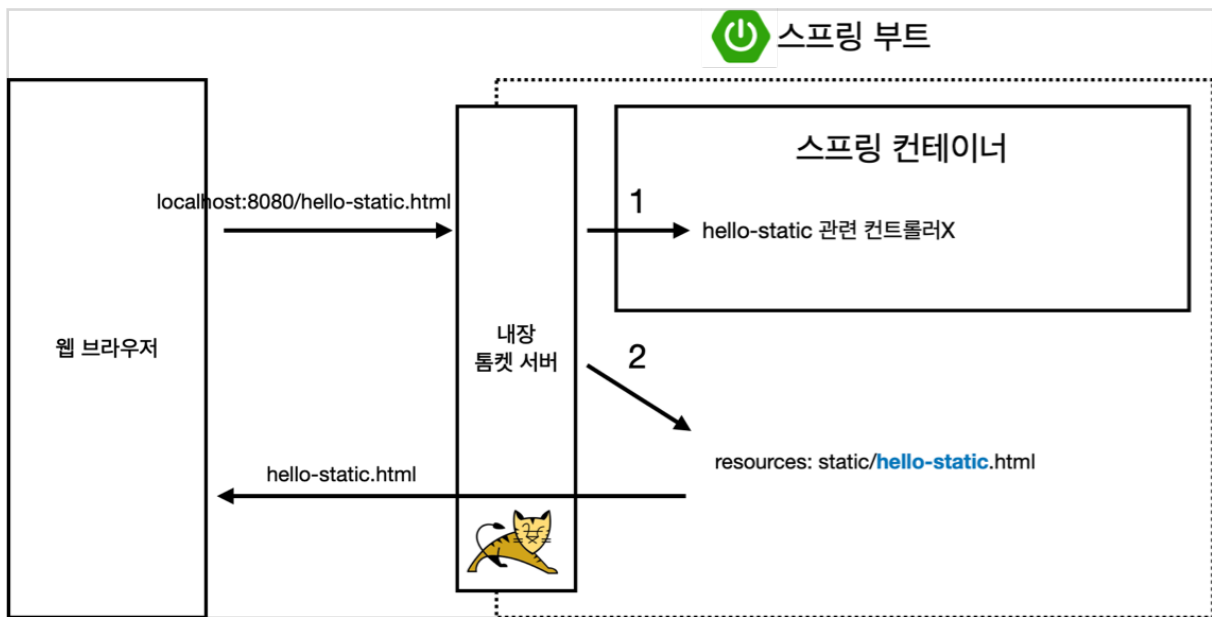 스프링 부트
스프링 컨테이너
localhost:8080/hello-static.html
1
hello-static 관련 컨트롤러X
웹 브라우저
내장
톰켓 서버
2
resources: static/hello-static.html
hello-static.html